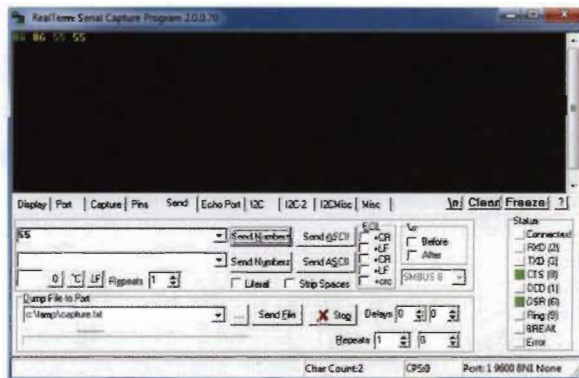 RealTerm: Serial Capture Program 2.0.0.70
86 86 55 55
Display Port Capture Pins Send Echo Port I2C I2C-2 I2CMisc Misc \n Clear Freeze ?
55 Send Numbers Send ASCII
EOL
+CR
+LF
+CR
+LF
+crc
\n
Before
After
Send Numbers Send ASCII
0 ^C LF Repeats 1
Literal Strip Spaces
SMBUS 8
Dump File to Port
c:\temp\capture.txt ... Send File Stop Delays 0 0
Repeats 1 0
Status
Connected
RXD (2)
TXD (3)
CTS (8)
DCD (1)
DSR (6)
Ring (9)
BREAK
Error
Char Count:2 CPS:0 Port: 1 9600 8N1 None